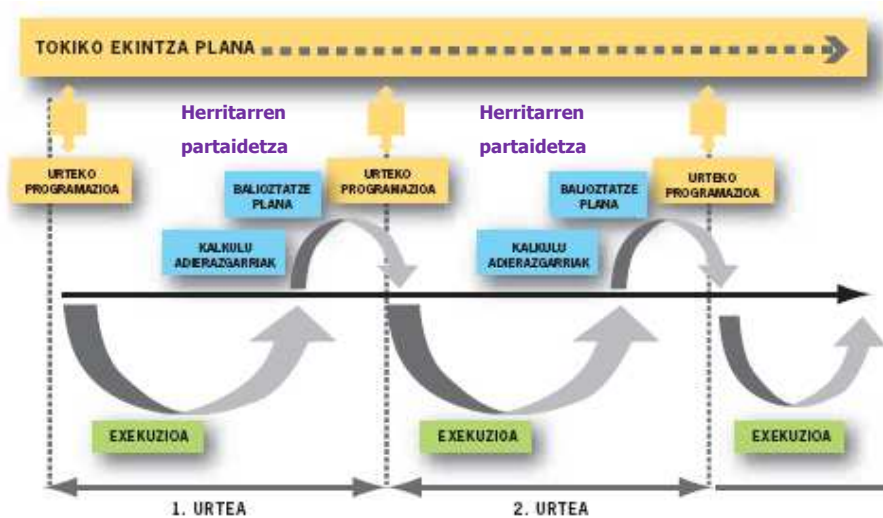 TOKIKO EKINTZA PLANA
Herritarren
partaidetza
Herritarren
partaidetza
URTEKO
PROGRAMAZIOA
BALIOZTATZE
PLANA
URTEKO
PROGRAMAZIOA
BALIOZTATZE
PLANA
URTEKO
PROGRAMAZIOA
KALKULU
ADIERAZGARRIAK
KALKULU
ADIERAZGARRIAK
EXEKUZIOA
EXEKUZIOA
EXEKUZIOA
1. URTEA
2. URTEA